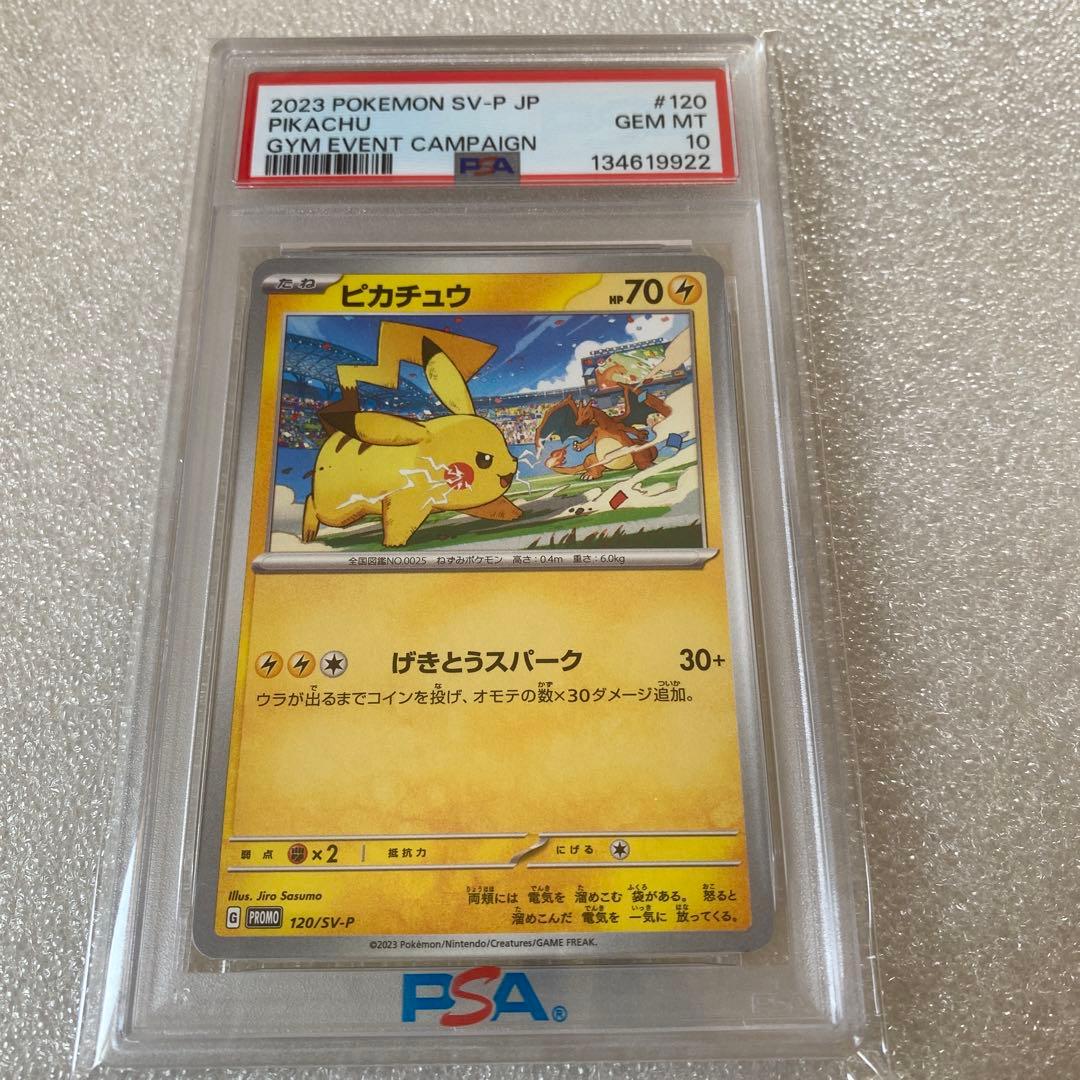 2023 POKEMON SV-P JP #120
PIKACHU GEM MT
GYM EVENT CAMPAIGN 10
PSA 134619922
たね ピカチュウ HP70
全国図鑑NO.0025 ねずみポケモン 高さ:0.4m 重さ:6.0kg
げきとうスパーク 30+
ウラが出るまでコインを投げ、オモテの数×30ダメージ追加。
弱点 ×2 抵抗力 にげる
Illus. Jiro Sasumo
両頬には 電気を 溜めこむ 袋がある。 怒ると
溜めこんだ 電気を 一気に 放ってくる。
G PROMO 120/SV-P
©2023 Pokémon/Nintendo/Creatures/GAME FREAK.
PSA®